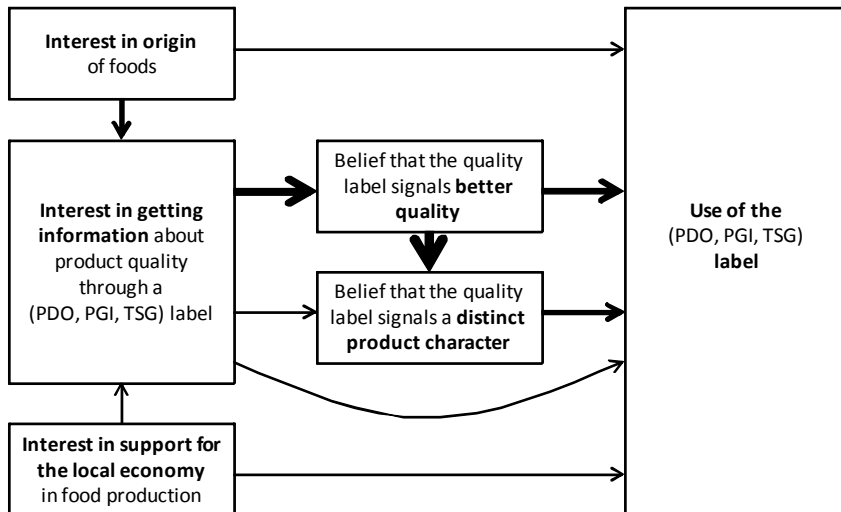 Interest in origin
of foods
Interest in getting
information about
product quality
through a
(PDO, PGI, TSG) label
Interest in support for
the local economy
in food production
Belief that the quality
label signals better
quality
Belief that the quality
label signals a distinct
product character
Use of the
(PDO, PGI, TSG)
label